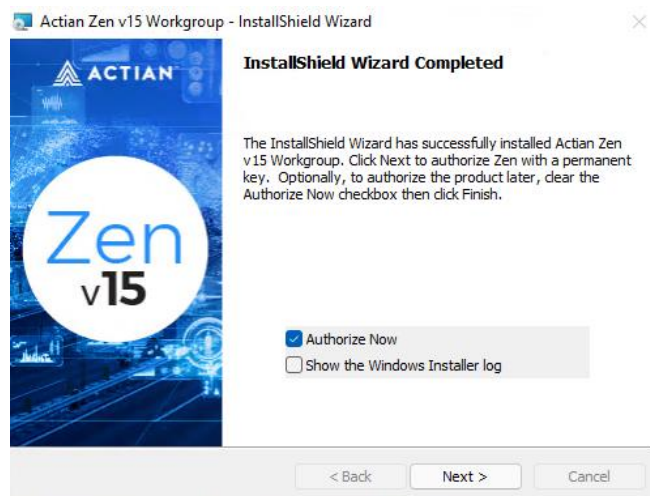 Actian Zen v15 Workgroup - InstallShield Wizard
ACTIAN
InstallShield Wizard Completed
The InstallShield Wizard has successfully installed Actian Zen
v15 Workgroup. Click Next to authorize Zen with a permanent
key. Optionally, to authorize the product later, clear the
Authorize Now checkbox then click Finish.
Zen
v15
Authorize Now
Show the Windows Installer log
< Back
Next >
Cancel